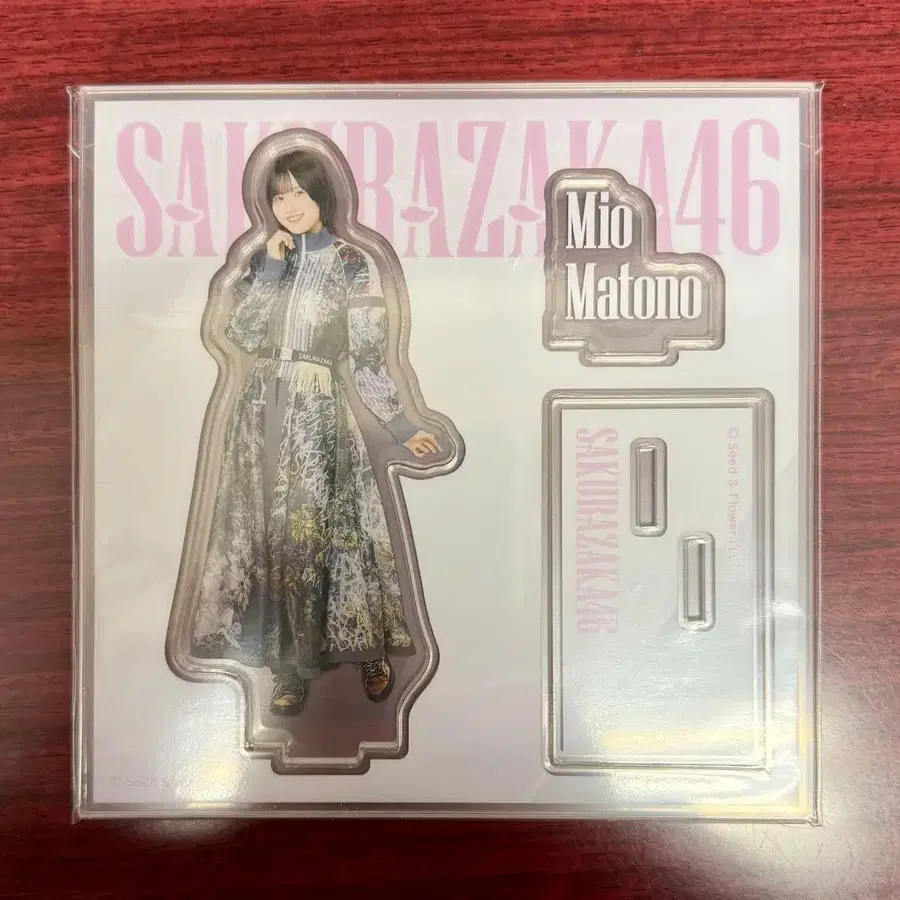 SAKURAZAKA46
Mio
Matono
SAKURAZAKA
SAKURAZAKA46
© Seed & Flower LLC